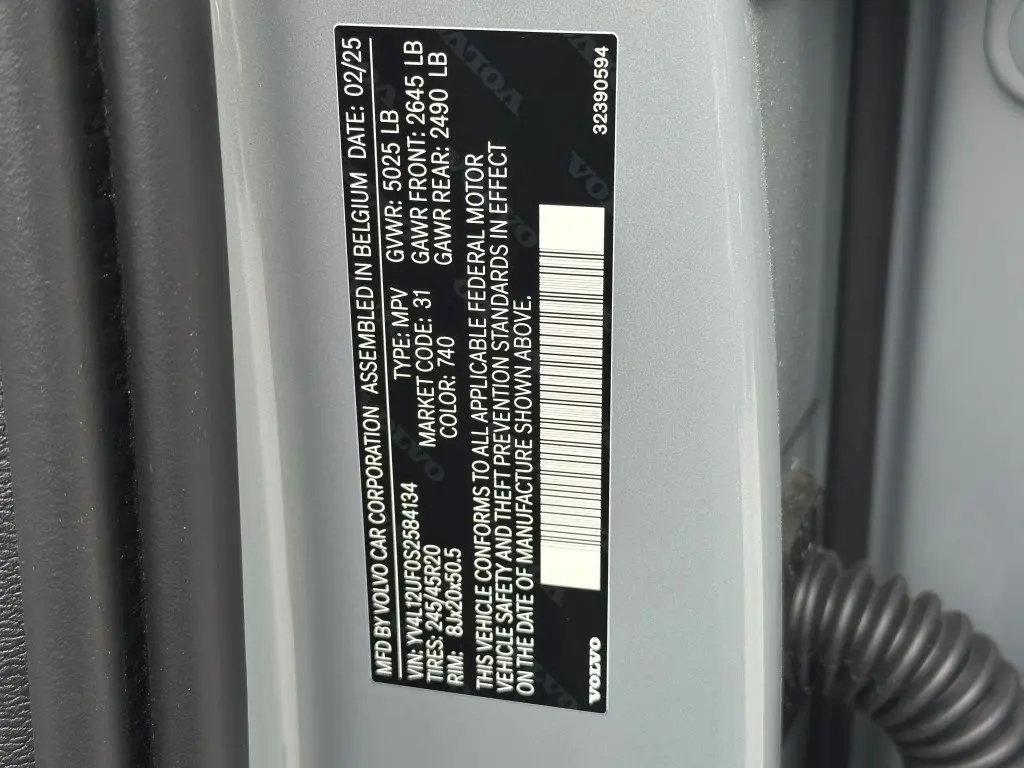 MFD BY VOLVO CAR CORPORATION ASSEMBLED IN BELGIUM DATE: 02/25
VIN: YV4L12UF0S2584134 TYPE: MPV GVWR: 5025 LB
TIRES: 245/45R20 MARKET CODE: 31 GAWR FRONT: 2645 LB
RIM: 8Jx20x50.5 COLOR: 740 GAWR REAR: 2490 LB
THIS VEHICLE CONFORMS TO ALL APPLICABLE FEDERAL MOTOR
VEHICLE SAFETY AND THEFT PREVENTION STANDARDS IN EFFECT
ON THE DATE OF MANUFACTURE SHOWN ABOVE.
VOLVO 32390594